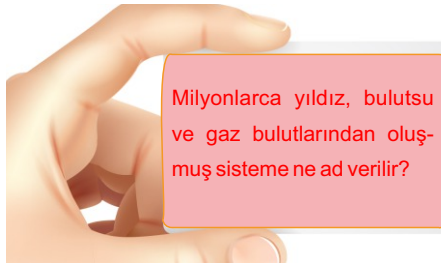 Milyonlarca yıldız, bulutsu
ve gaz bulutlarından oluş-
muş sisteme ne ad verilir?